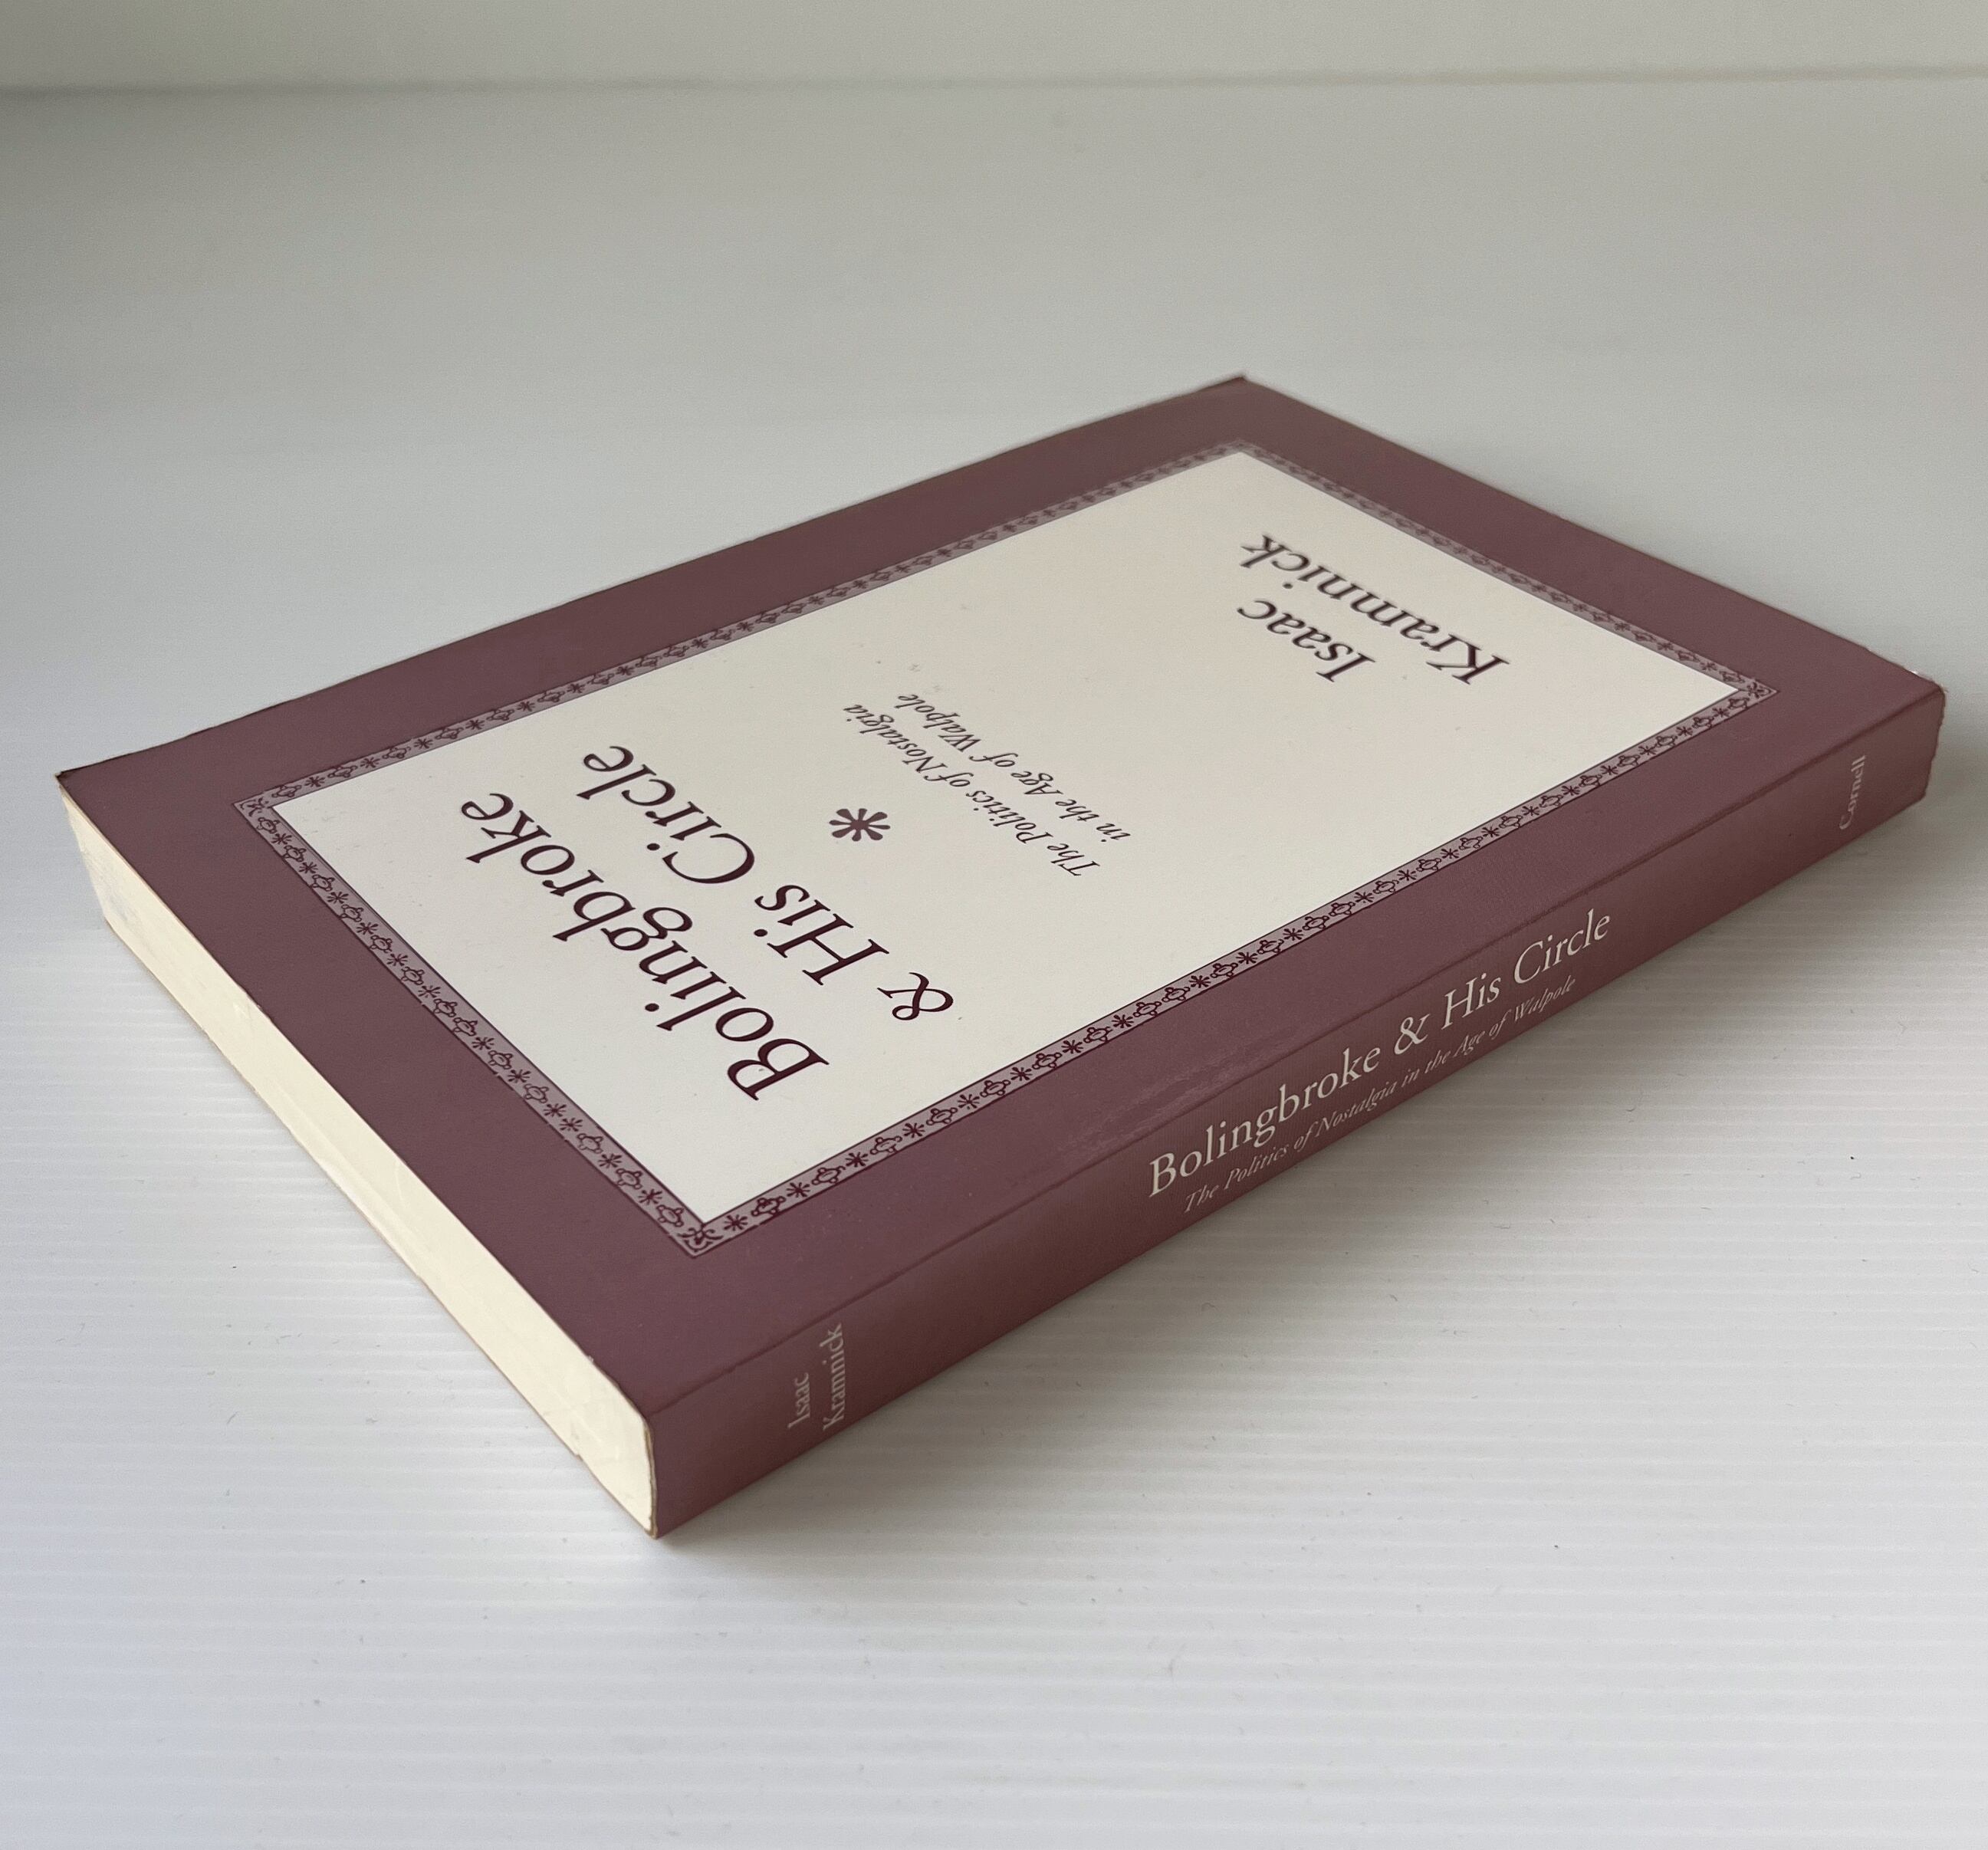 Bolingbroke
& His Circle
The Politics of Nostalgia
in the Age of Walpole
Isaac
Kramnick
Isaac
Kramnick
Bolingbroke & His Circle
The Politics of Nostalgia in the Age of Walpole
Cornell